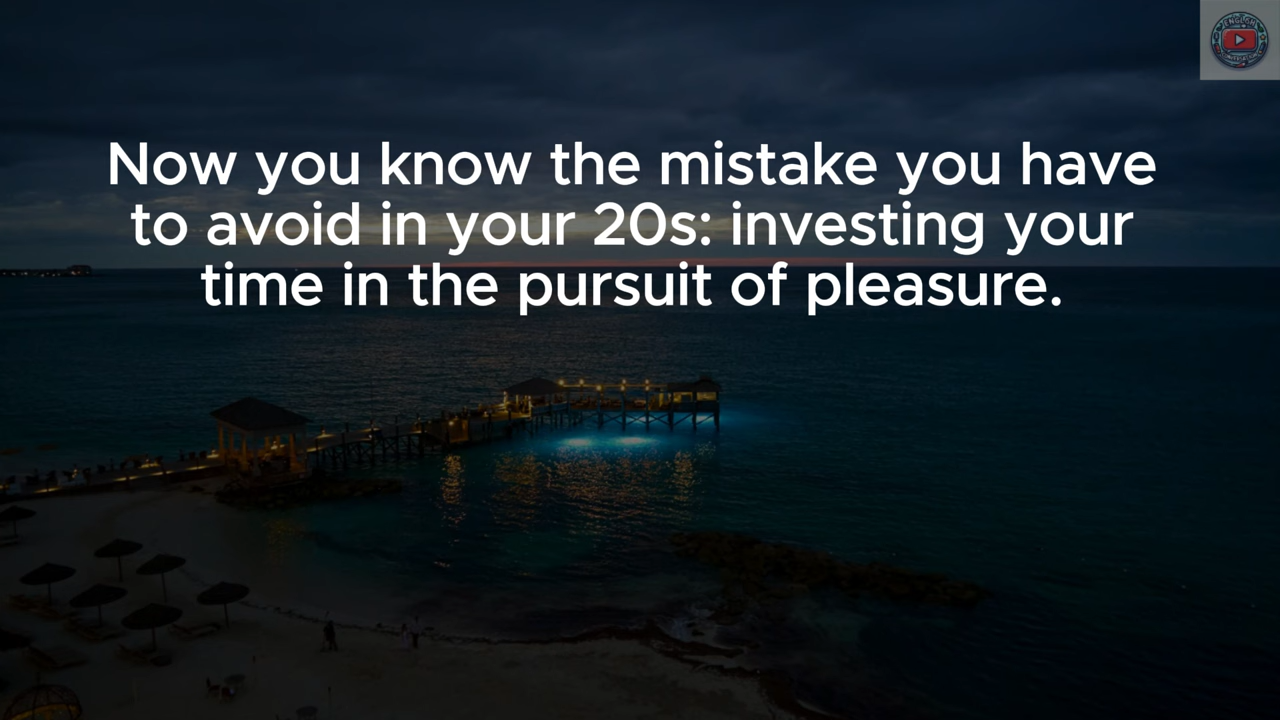 Now you know the mistake you have
to avoid in your 20s: investing your
time in the pursuit of pleasure.